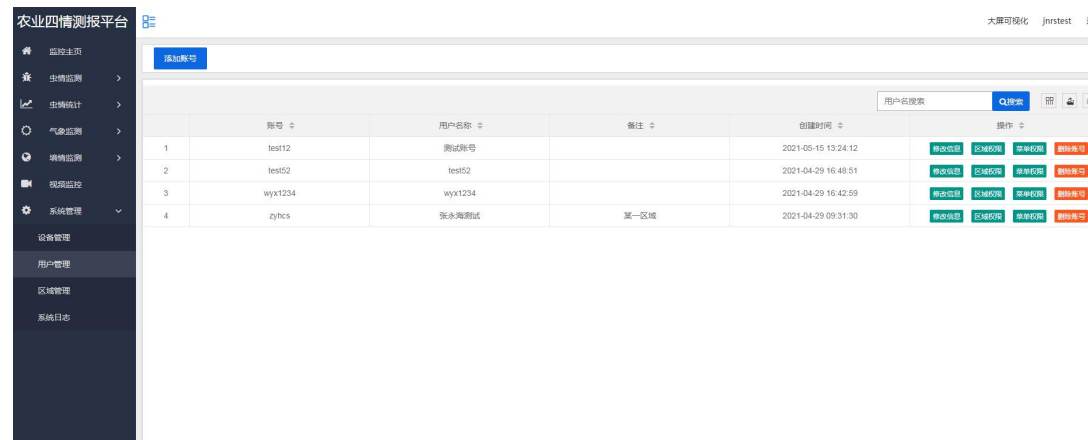 农业四情测报平台
大屏可视化 jnrstest
监控主页
虫情监测
虫情统计
气象监测
墒情监测
视频监控
系统管理
设备管理
用户管理
区域管理
系统日志
添加账号
用户名搜索 搜索
账号 用户名称 备注 创建时间 操作
1 test12 测试账号 2021-05-15 13:24:12 修改信息 区域权限 菜单权限 删除账号
2 test52 test52 2021-04-29 16:48:51 修改信息 区域权限 菜单权限 删除账号
3 wyx1234 wyx1234 2021-04-29 16:42:59 修改信息 区域权限 菜单权限 删除账号
4 zyhcs 张永海测试 某一区域 2021-04-29 09:31:30 修改信息 区域权限 菜单权限 删除账号